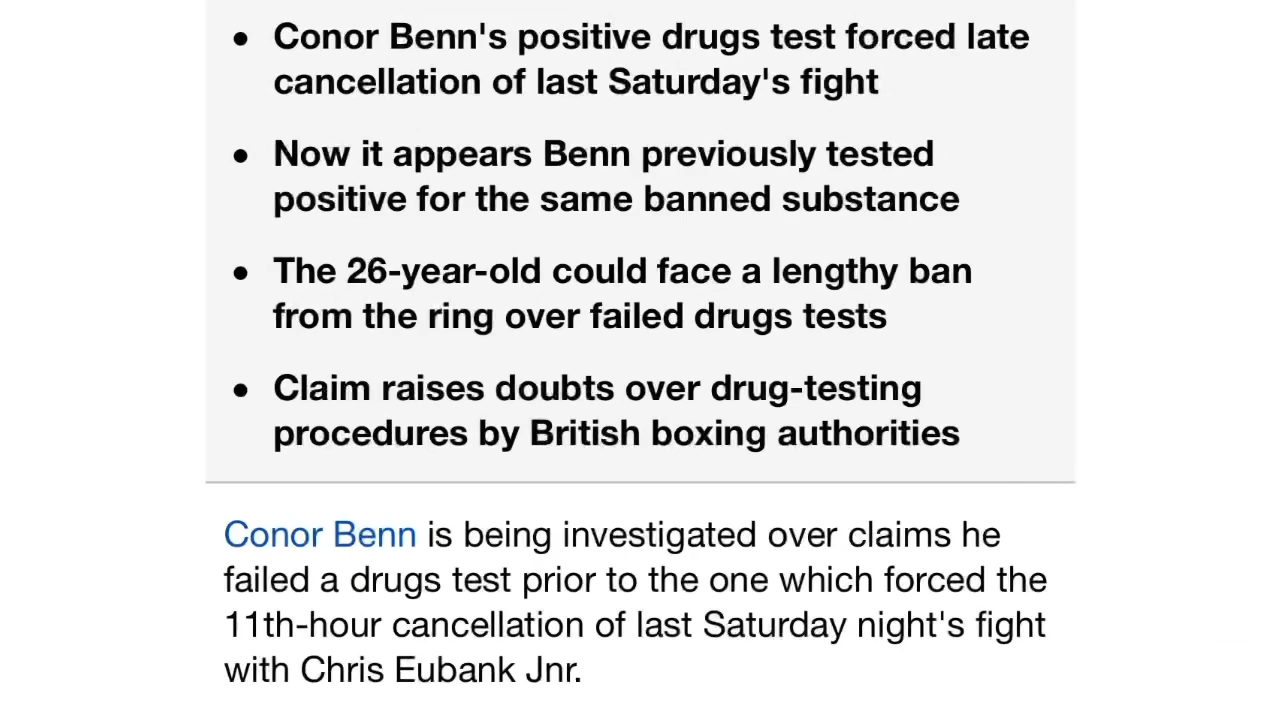 • Conor Benn's positive drugs test forced late
cancellation of last Saturday's fight
• Now it appears Benn previously tested
positive for the same banned substance
• The 26-year-old could face a lengthy ban
from the ring over failed drugs tests
• Claim raises doubts over drug-testing
procedures by British boxing authorities
Conor Benn is being investigated over claims he
failed a drugs test prior to the one which forced the
11th-hour cancellation of last Saturday night's fight
with Chris Eubank Jnr.